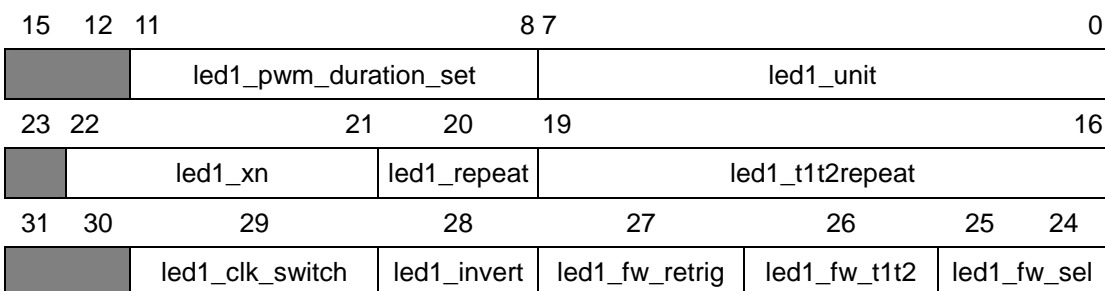 15 12 11 8 7 0
led1_pwm_duration_set led1_unit
23 22 21 20 19 16
led1_xn led1_repeat led1_t1t2repeat
31 30 29 28 27 26 25 24
led1_clk_switch led1_invert led1_fw_retrig led1_fw_t1t2 led1_fw_sel